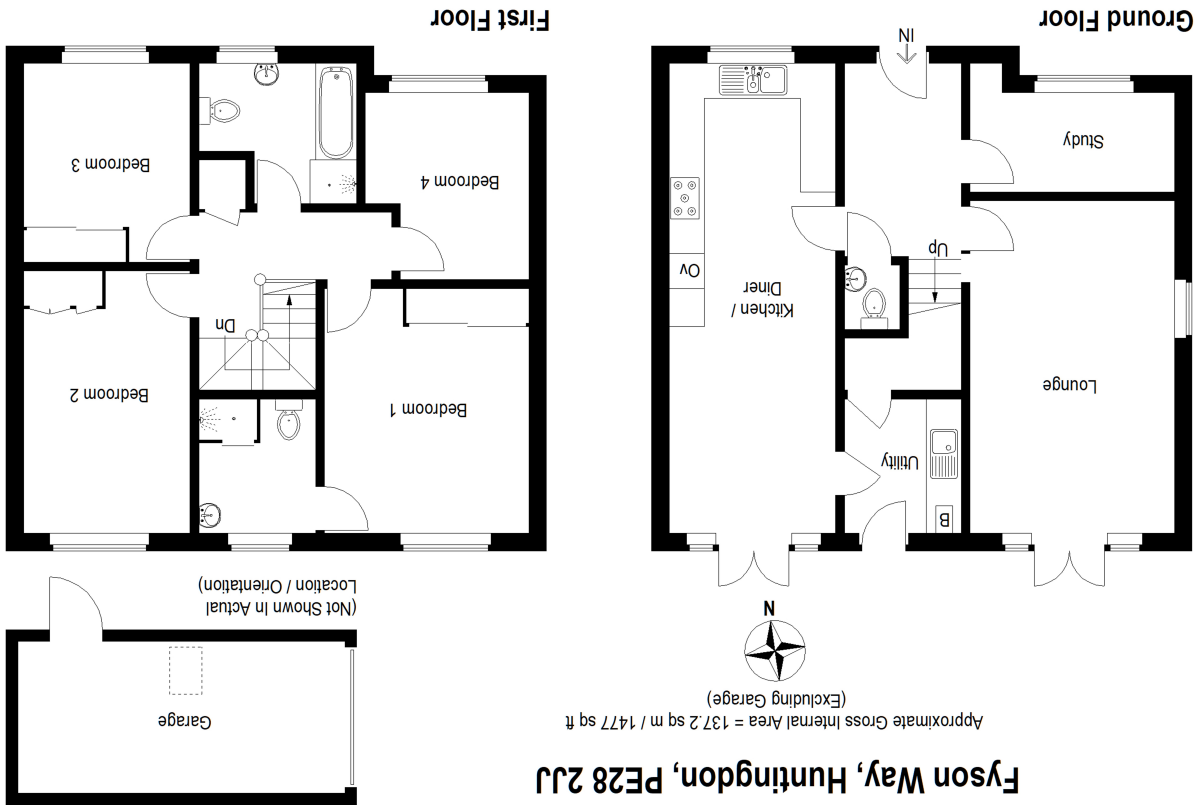 Fyson Way, Huntingdon, PE28 2JJ
Approximate Gross Internal Area = 137.2 sq m / 1477 sq ft
(Excluding Garage)
N
Garage
(Not Shown In Actual
Location / Orientation)
B
Utility
Lounge
Kitchen /
Diner
Ov
Up
Study
IN
Ground Floor
Bedroom 1
Bedroom 2
Dn
Bedroom 4
Bedroom 3
First Floor